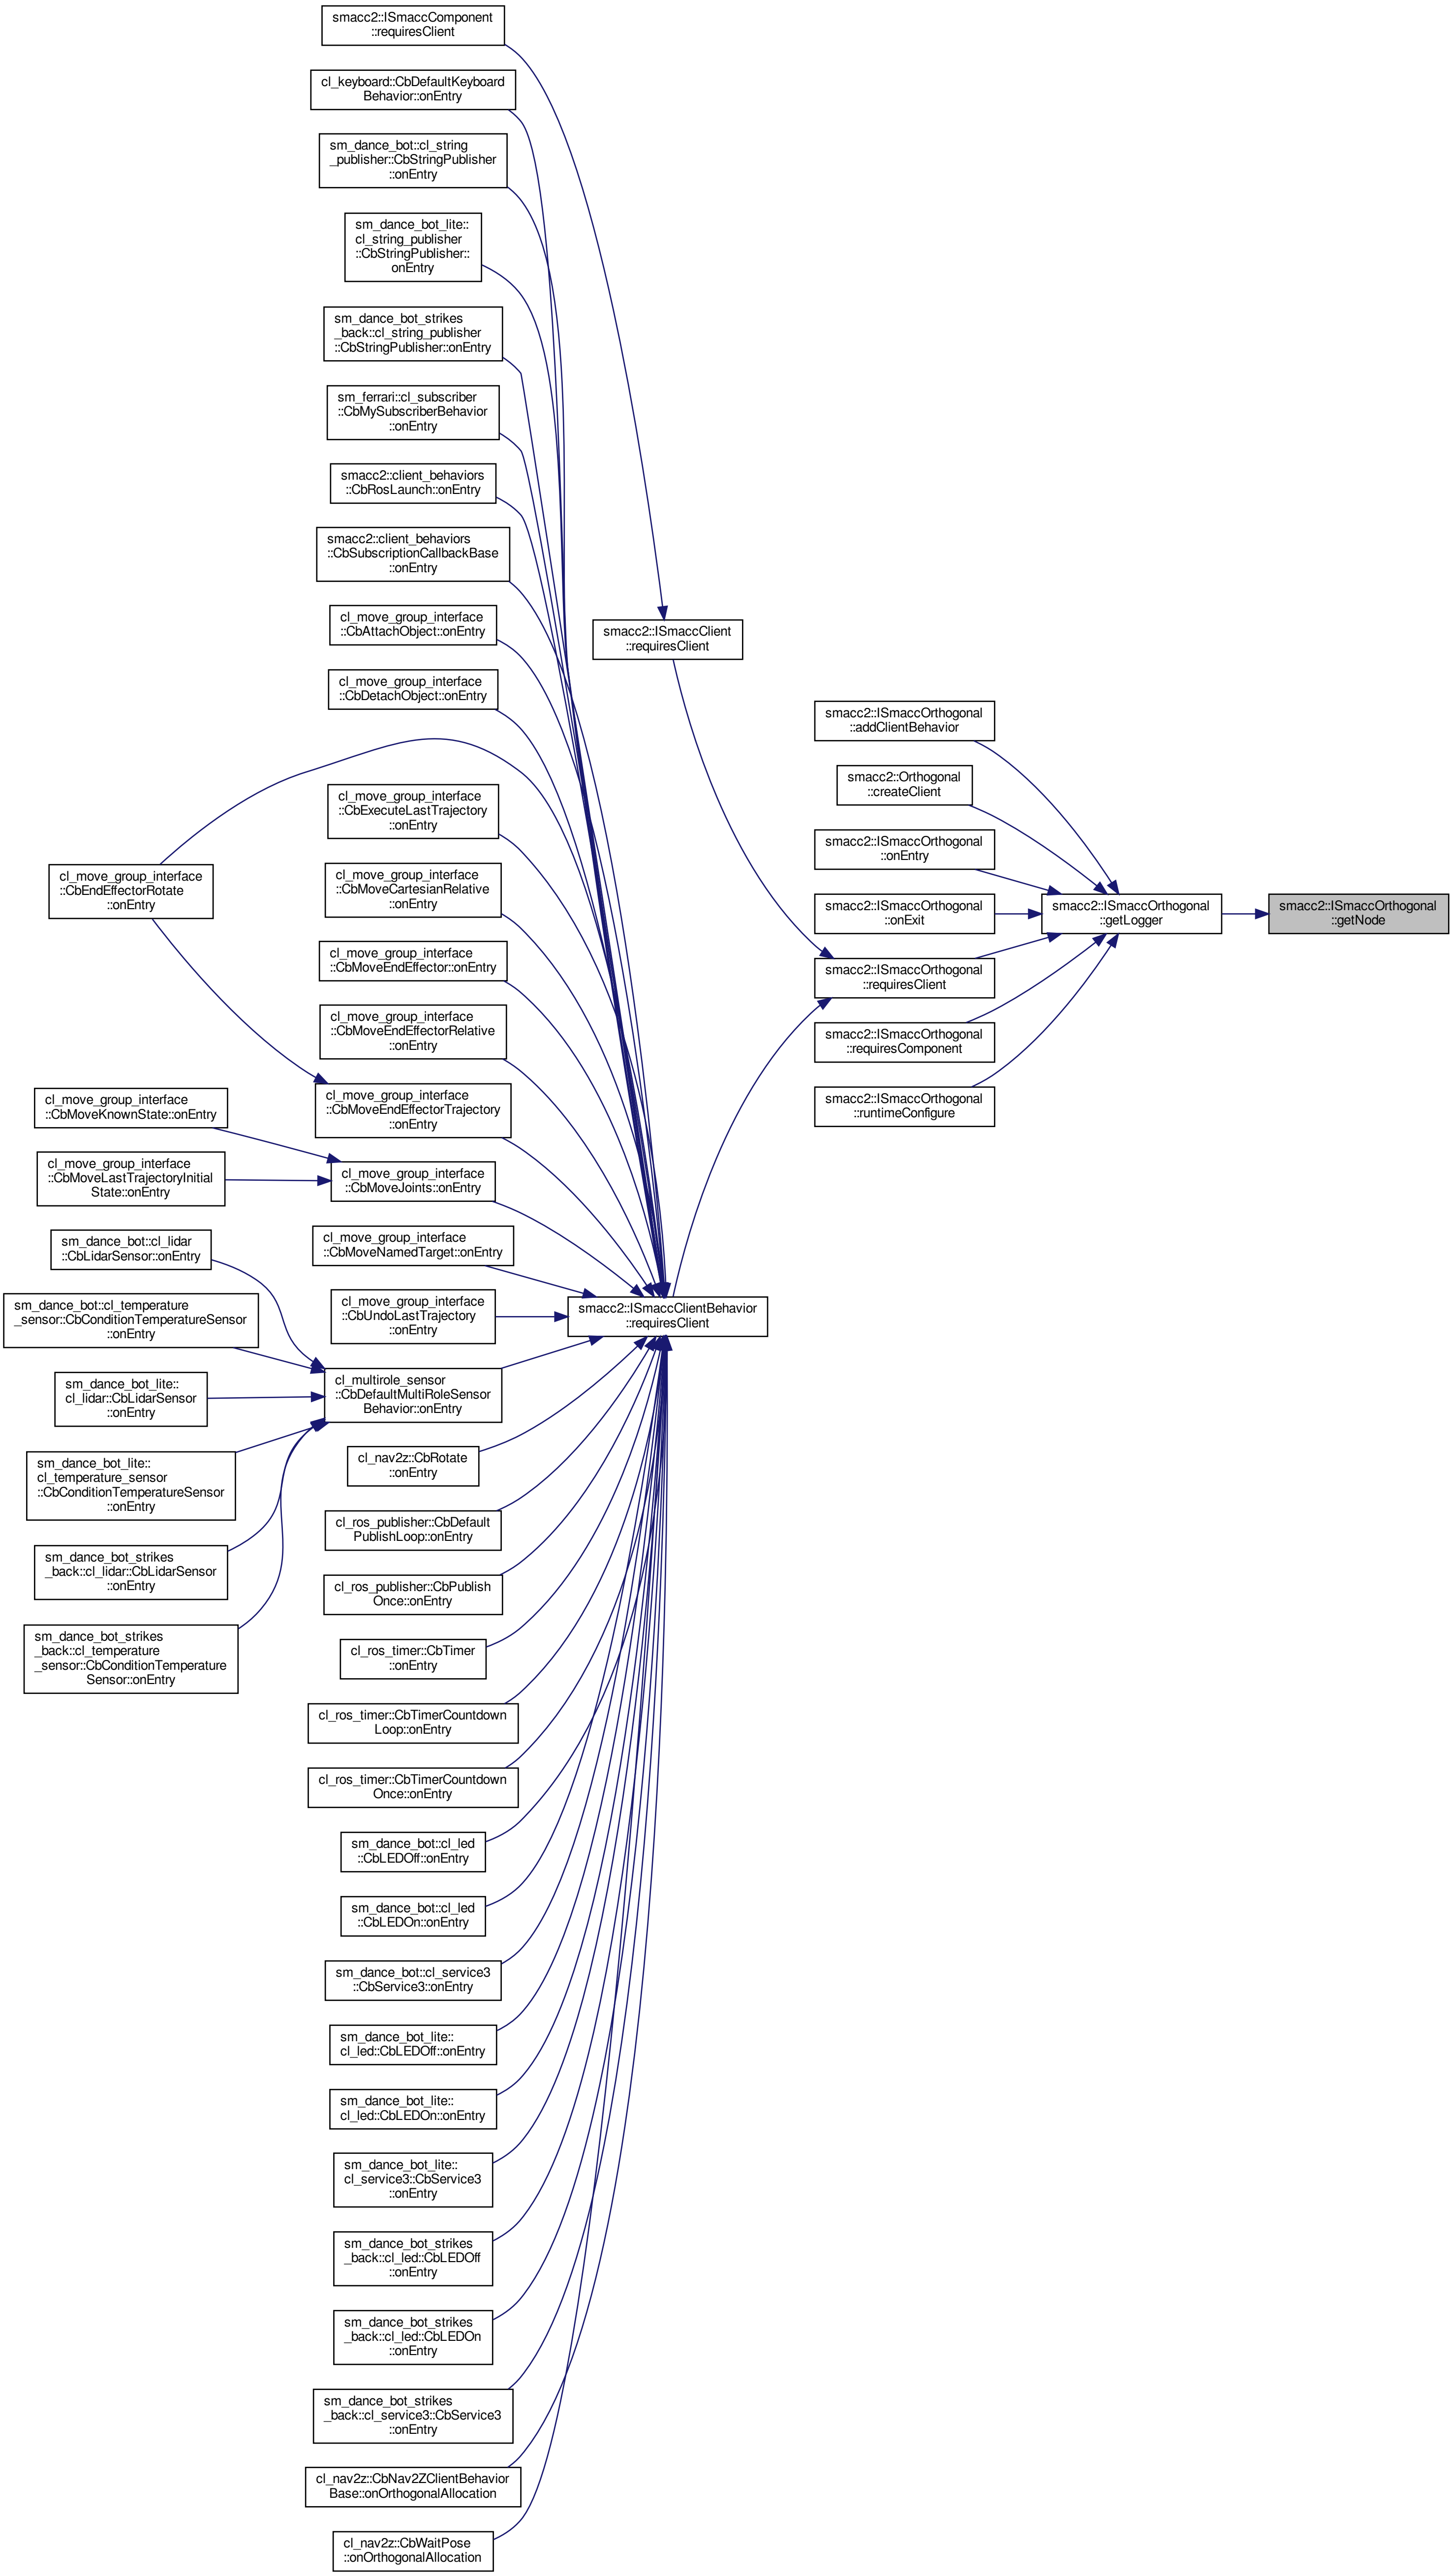 smacc2::ISmaccComponent
::requiresClient
cl_keyboard::CbDefaultKeyboard
Behavior::onEntry
sm_dance_bot::cl_string
_publisher::CbStringPublisher
::onEntry
sm_dance_bot_lite::
cl_string_publisher
::CbStringPublisher::
onEntry
sm_dance_bot_strikes
_back::cl_string_publisher
::CbStringPublisher::onEntry
sm_ferrari::cl_subscriber
::CbMySubscriberBehavior
::onEntry
smacc2::client_behaviors
::CbRosLaunch::onEntry
smacc2::client_behaviors
::CbSubscriptionCallbackBase
::onEntry
cl_move_group_interface
::CbAttachObject::onEntry
cl_move_group_interface
::CbDetachObject::onEntry
cl_move_group_interface
::CbExecuteLastTrajectory
::onEntry
cl_move_group_interface
::CbMoveCartesianRelative
::onEntry
cl_move_group_interface
::CbMoveEndEffector::onEntry
cl_move_group_interface
::CbMoveEndEffectorRelative
::onEntry
cl_move_group_interface
::CbMoveEndEffectorTrajectory
::onEntry
cl_move_group_interface
::CbMoveJoints::onEntry
cl_move_group_interface
::CbMoveNamedTarget::onEntry
cl_move_group_interface
::CbUndoLastTrajectory
::onEntry
cl_multirole_sensor
::CbDefaultMultiRoleSensor
Behavior::onEntry
cl_nav2z::CbRotate
::onEntry
cl_ros_publisher::CbDefault
PublishLoop::onEntry
cl_ros_publisher::CbPublish
Once::onEntry
cl_ros_timer::CbTimer
::onEntry
cl_ros_timer::CbTimerCountdown
Loop::onEntry
cl_ros_timer::CbTimerCountdown
Once::onEntry
sm_dance_bot::cl_led
::CbLEDOff::onEntry
sm_dance_bot::cl_led
::CbLEDOn::onEntry
sm_dance_bot::cl_service3
::CbService3::onEntry
sm_dance_bot_lite::
cl_led::CbLEDOff::onEntry
sm_dance_bot_lite::
cl_led::CbLEDOn::onEntry
sm_dance_bot_lite::
cl_service3::CbService3
::onEntry
sm_dance_bot_strikes
_back::cl_led::CbLEDOff
::onEntry
sm_dance_bot_strikes
_back::cl_led::CbLEDOn
::onEntry
sm_dance_bot_strikes
_back::cl_service3::CbService3
::onEntry
cl_nav2z::CbNav2ZClientBehavior
Base::onOrthogonalAllocation
cl_nav2z::CbWaitPose
::onOrthogonalAllocation
cl_move_group_interface
::CbEndEffectorRotate
::onEntry
cl_move_group_interface
::CbMoveKnownState::onEntry
cl_move_group_interface
::CbMoveLastTrajectoryInitial
State::onEntry
sm_dance_bot::cl_lidar
::CbLidarSensor::onEntry
sm_dance_bot::cl_temperature
_sensor::CbConditionTemperatureSensor
::onEntry
sm_dance_bot_lite::
cl_lidar::CbLidarSensor
::onEntry
sm_dance_bot_lite::
cl_temperature_sensor
::CbConditionTemperatureSensor
::onEntry
sm_dance_bot_strikes
_back::cl_lidar::CbLidarSensor
::onEntry
sm_dance_bot_strikes
_back::cl_temperature
_sensor::CbConditionTemperature
Sensor::onEntry
smacc2::ISmaccClient
::requiresClient
smacc2::ISmaccClientBehavior
::requiresClient
smacc2::ISmaccOrthogonal
::addClientBehavior
smacc2::Orthogonal
::createClient
smacc2::ISmaccOrthogonal
::onEntry
smacc2::ISmaccOrthogonal
::onExit
smacc2::ISmaccOrthogonal
::requiresClient
smacc2::ISmaccOrthogonal
::requiresComponent
smacc2::ISmaccOrthogonal
::runtimeConfigure
smacc2::ISmaccOrthogonal
::getLogger
smacc2::ISmaccOrthogonal
::getNode